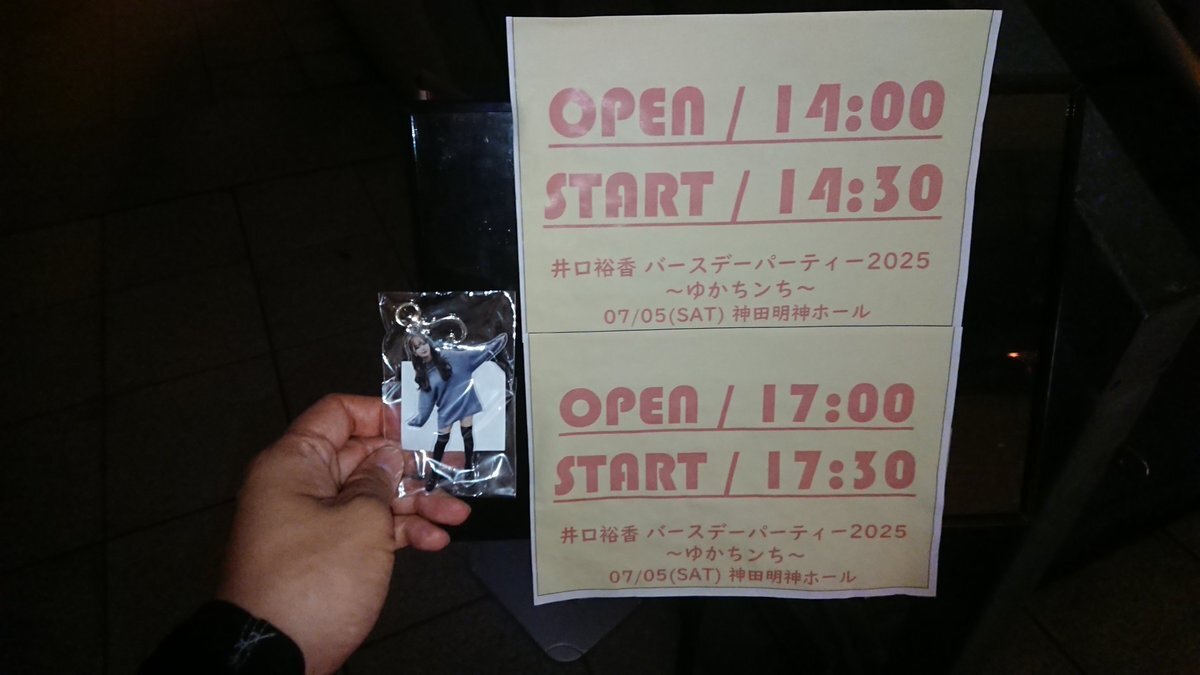 OPEN / 14:00
START / 14:30
井口裕香 バースデーパーティー2025
～ゆかちンち～
07/05(SAT) 神田明神ホール
OPEN / 17:00
START / 17:30
井口裕香 バースデーパーティー2025
～ゆかちンち～
07/05(SAT) 神田明神ホール